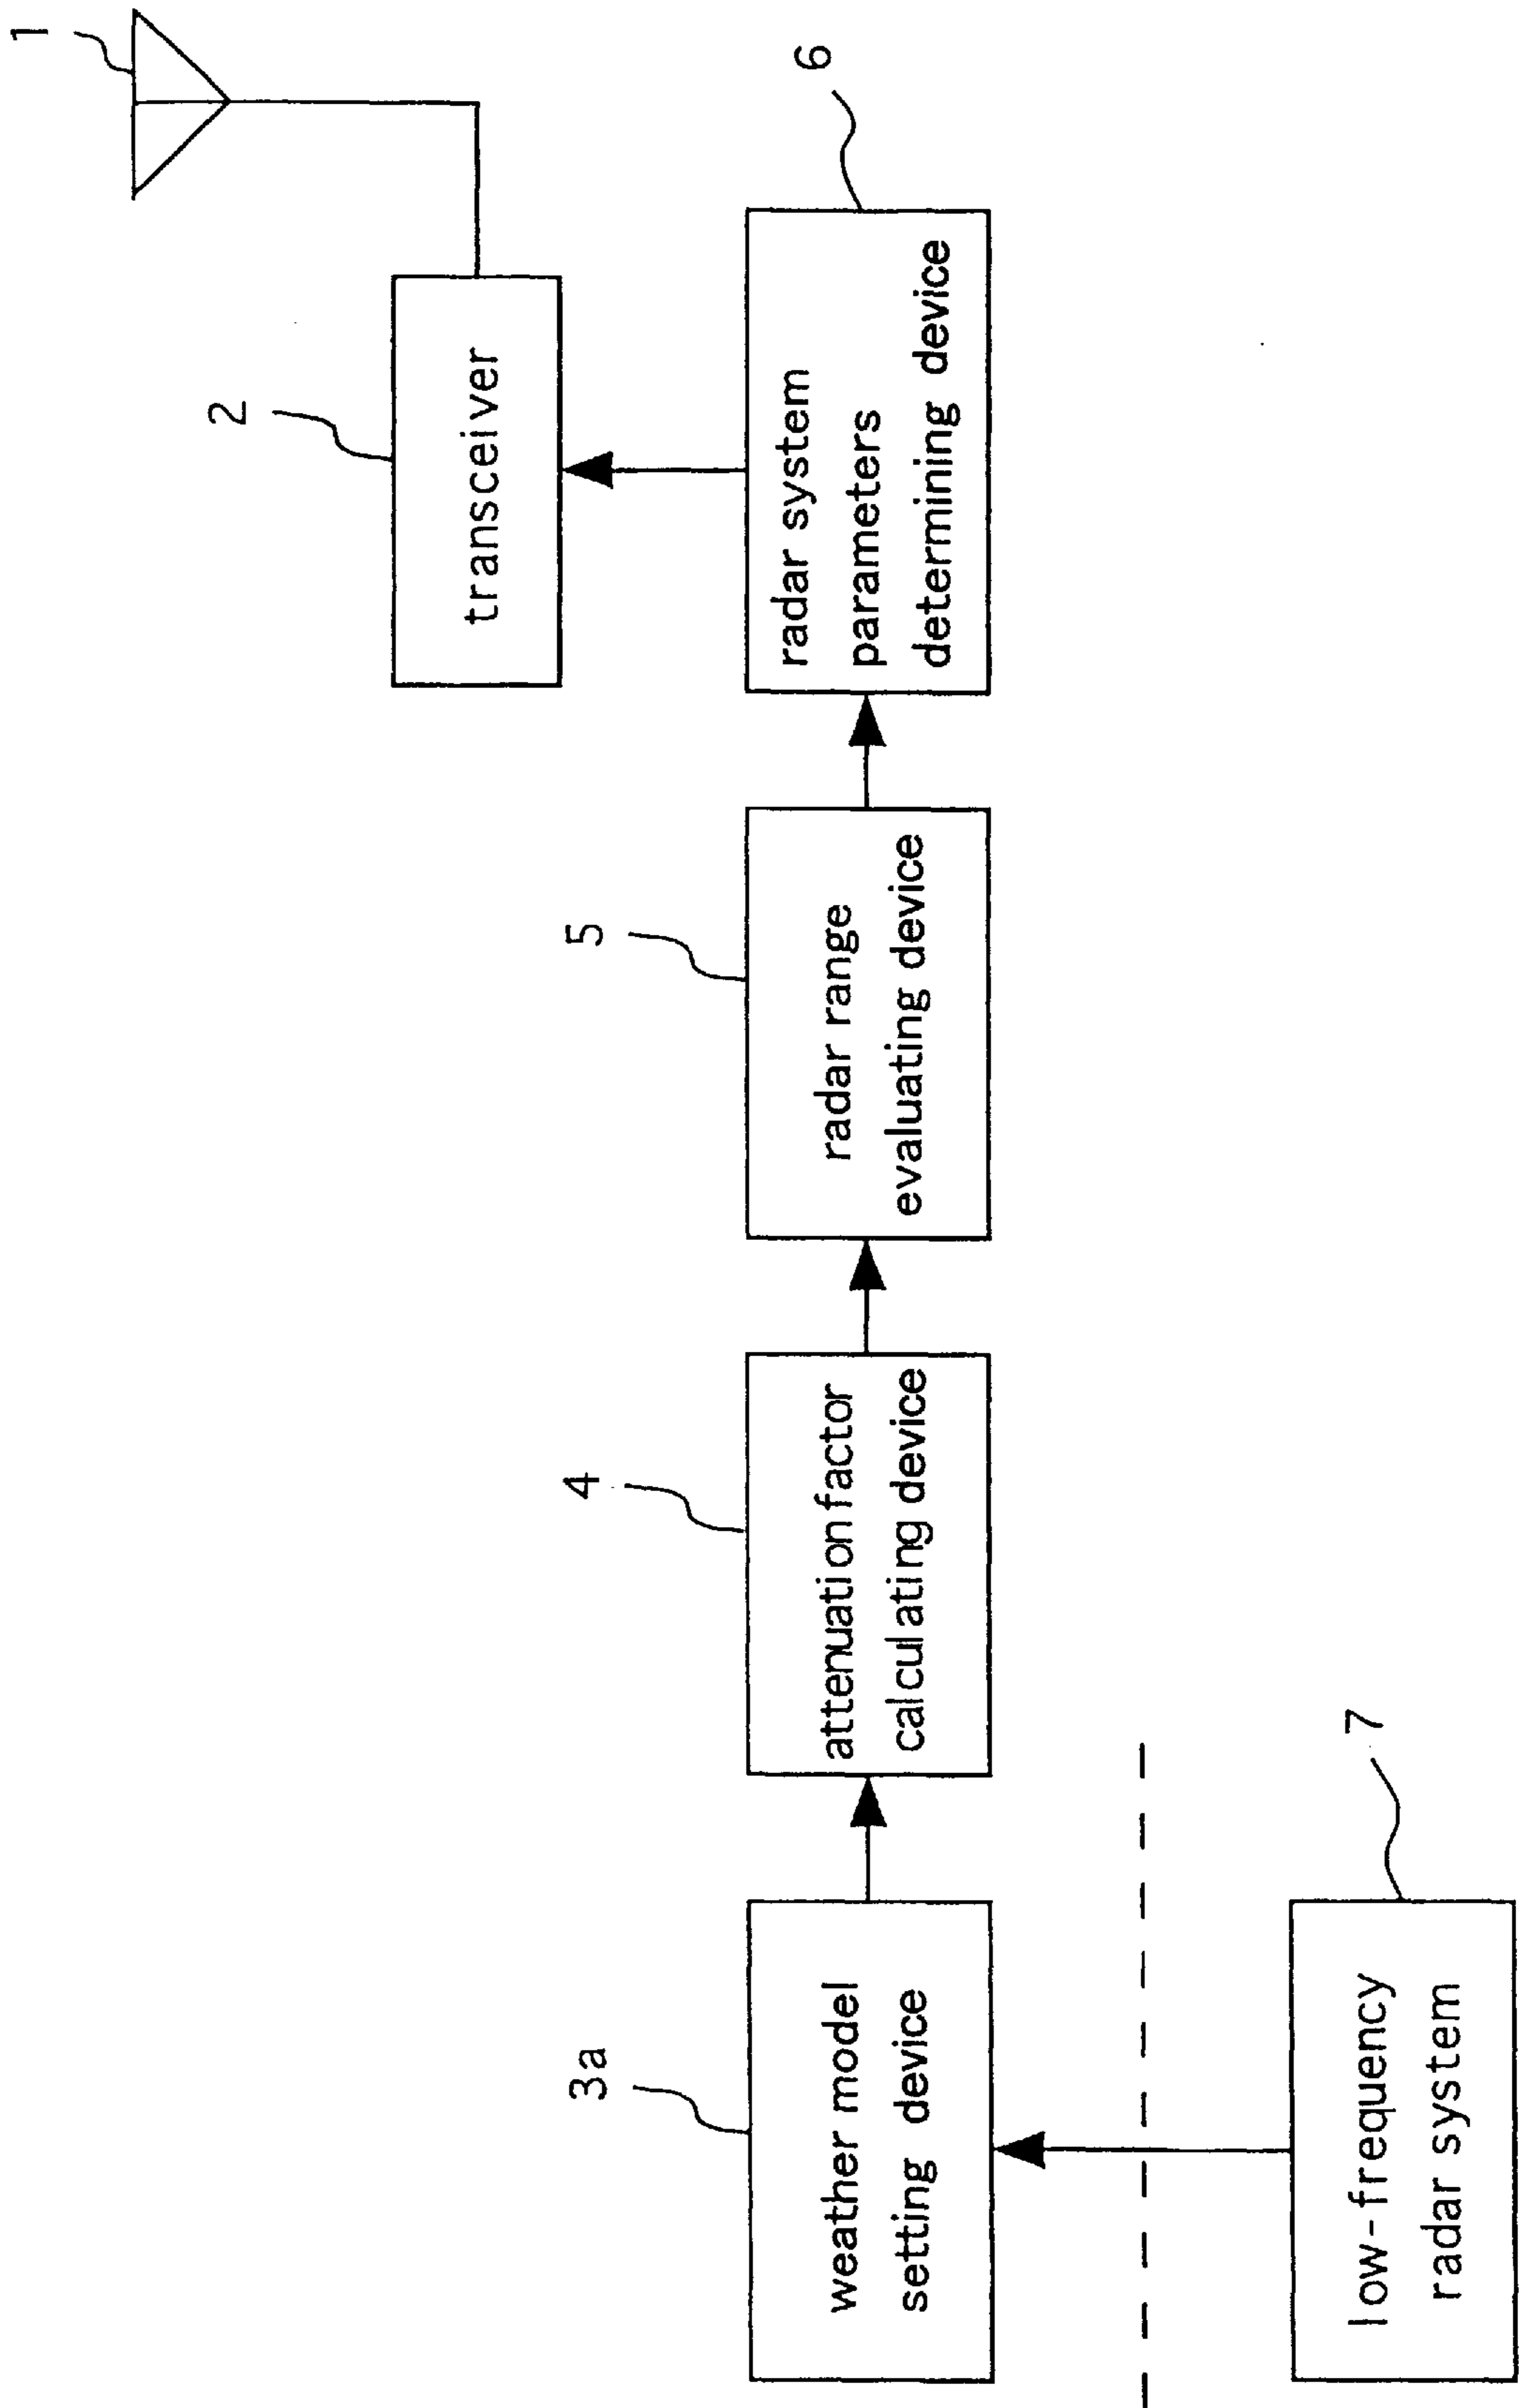 1
2
transceiver
6
radar system
parameters
determining device
5
radar range
evaluating device
4
attenuation factor
calculating device
3a
weather model
setting device
7
low-frequency
radar system